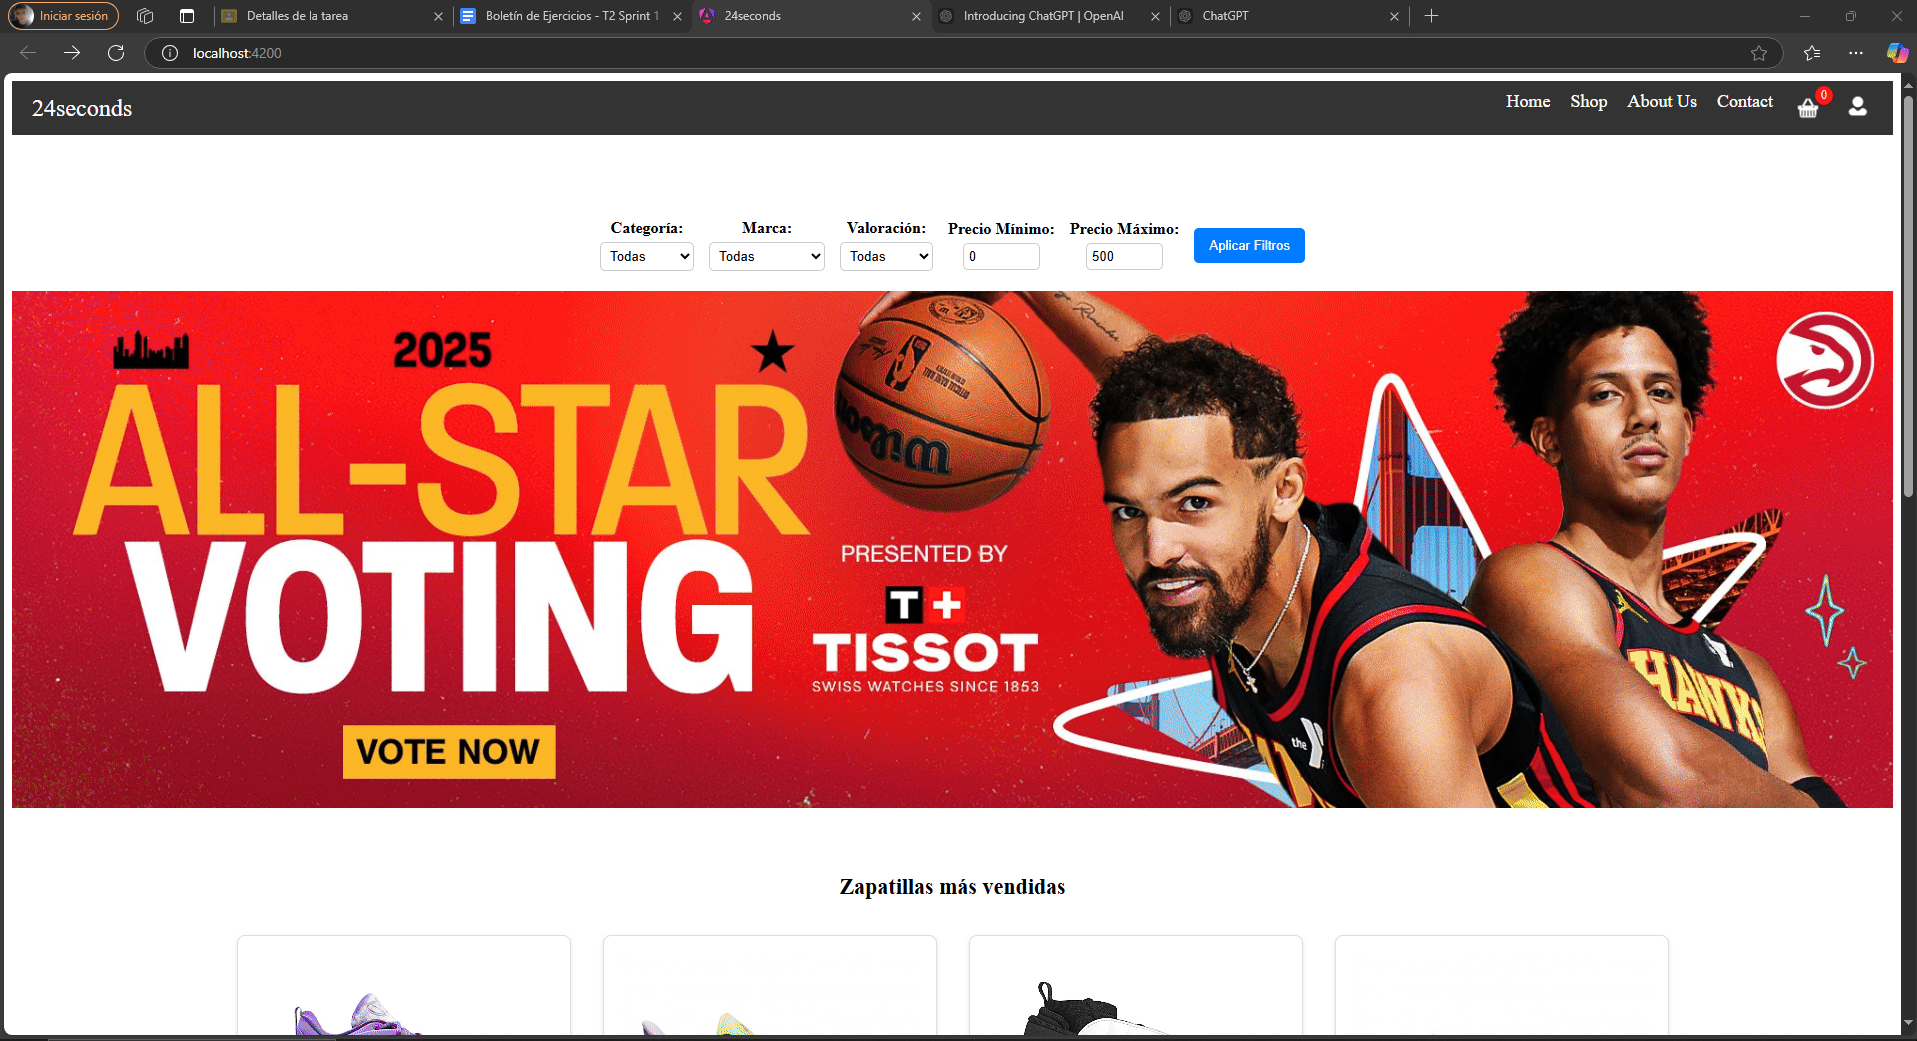 Iniciar sesión
Detalles de la tarea
Boletín de Ejercicios - T2 Sprint 1
24seconds
Introducing ChatGPT | OpenAI
ChatGPT
localhost:4200
24seconds
Home
Shop
About Us
Contact
0
Categoría:
Marca:
Valoración:
Precio Mínimo:
Precio Máximo:
Todas
Todas
Todas
0
500
Aplicar Filtros
2025
ALL-STAR
VOTING
PRESENTED BY
T+
TISSOT
SWISS WATCHES SINCE 1853
VOTE NOW
Wilson
the Y
HAWKS
Zapatillas más vendidas